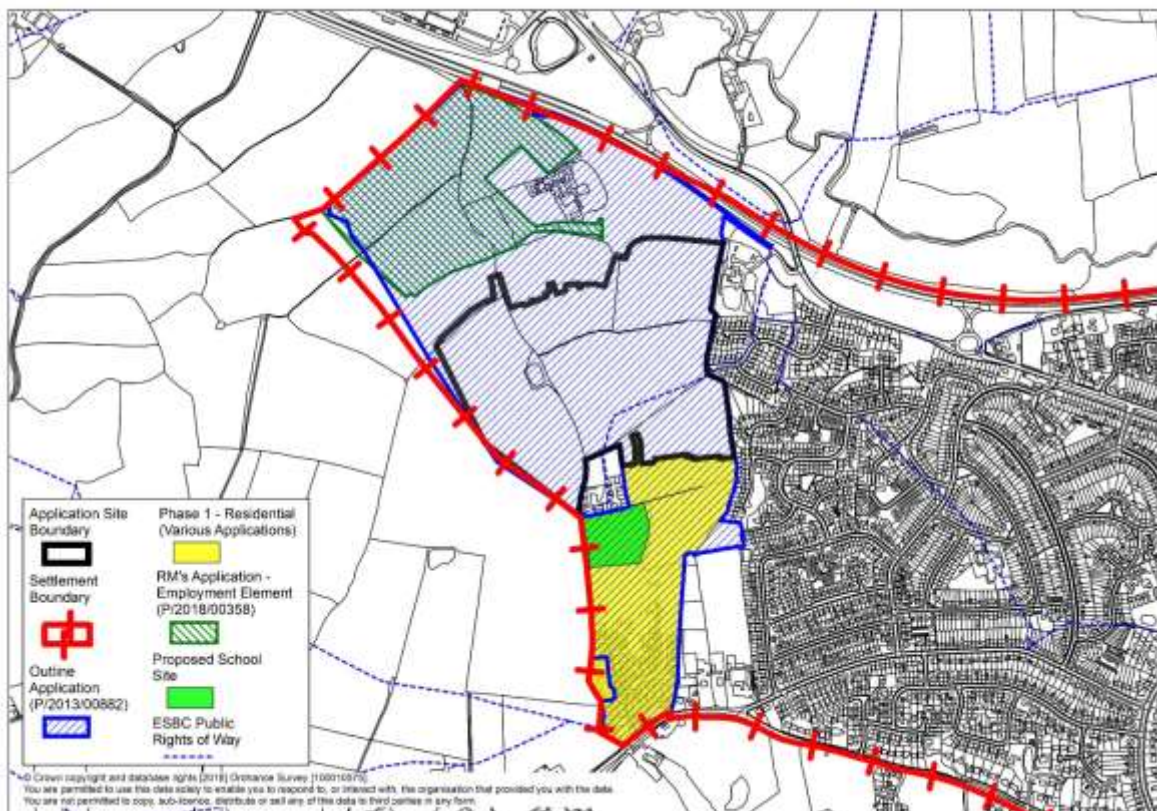 Application Site
Boundary
Settlement
Boundary
Outline
Application
(P/2013/00882)
Phase 1 - Residential
(Various Applications)
RM's Application -
Employment Element
(P/2018/00358)
Proposed School
Site
ESBC Public
Rights of Way
© Crown copyright and database rights [2018] Ordnance Survey [100010575]
You are permitted to use this data solely to enable you to respond to, or interact with, the organisation that provided you with the data.
You are not permitted to copy, sub-licence, distribute or sell any of this data to third parties in any form.